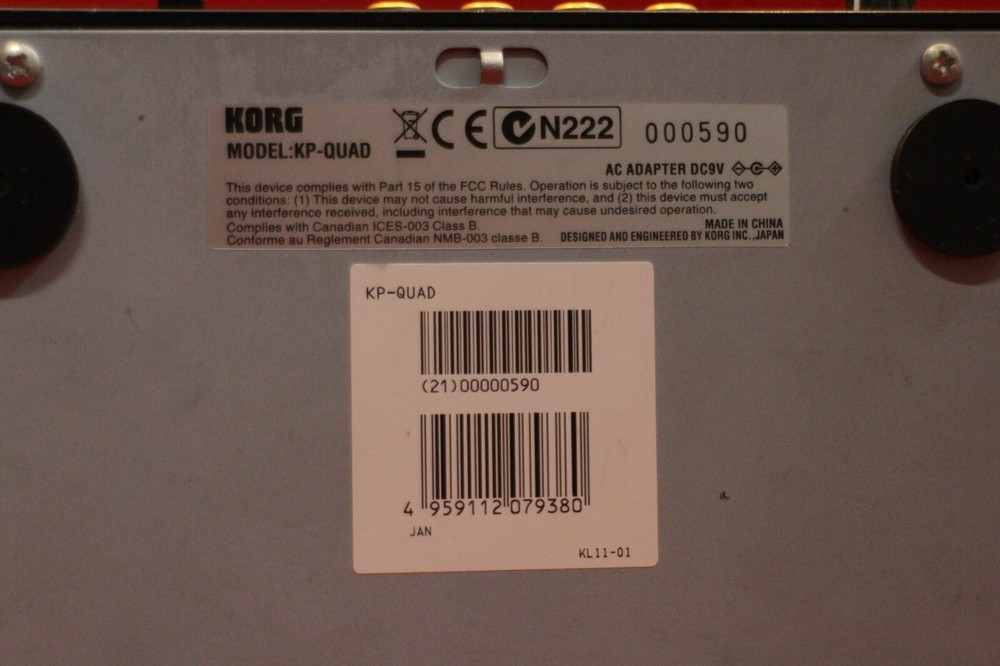 KORG
MODEL:KP-QUAD
CE
N222
000590
AC ADAPTER DC9V
This device complies with Part 15 of the FCC Rules. Operation is subject to the following two
conditions: (1) This device may not cause harmful interference, and (2) this device must accept
any interference received, including interference that may cause undesired operation.
Complies with Canadian ICES-003 Class B.
Conforme au Reglement Canadian NMB-003 classe B.
MADE IN CHINA
DESIGNED AND ENGINEERED BY KORG INC.,JAPAN
KP-QUAD
(21)00000590
4 959112 079380
JAN
KL11-01